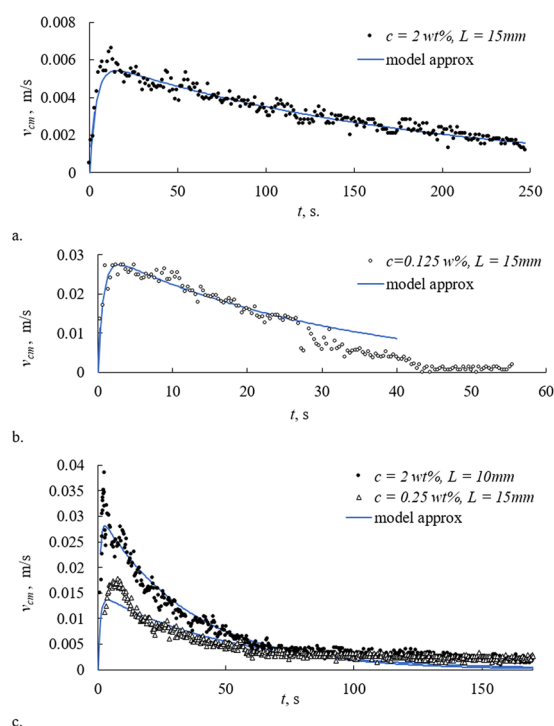 0.008
0.006
0.004
0.002
0
0 50 100 150 200 250
v_cm, m/s
t, s.
c = 2 wt%, L = 15mm
model approx
a.
0.03
0.02
0.01
0
0 10 20 30 40 50 60
v_cm, m/s
t, s
c=0.125 w%, L = 15mm
model approx
b.
0.04
0.035
0.03
0.025
0.02
0.015
0.01
0.005
0
0 50 100 150
v_cm, m/s
t, s
c = 2 wt%, L = 10mm
c = 0.25 wt%, L = 15mm
model approx
c.